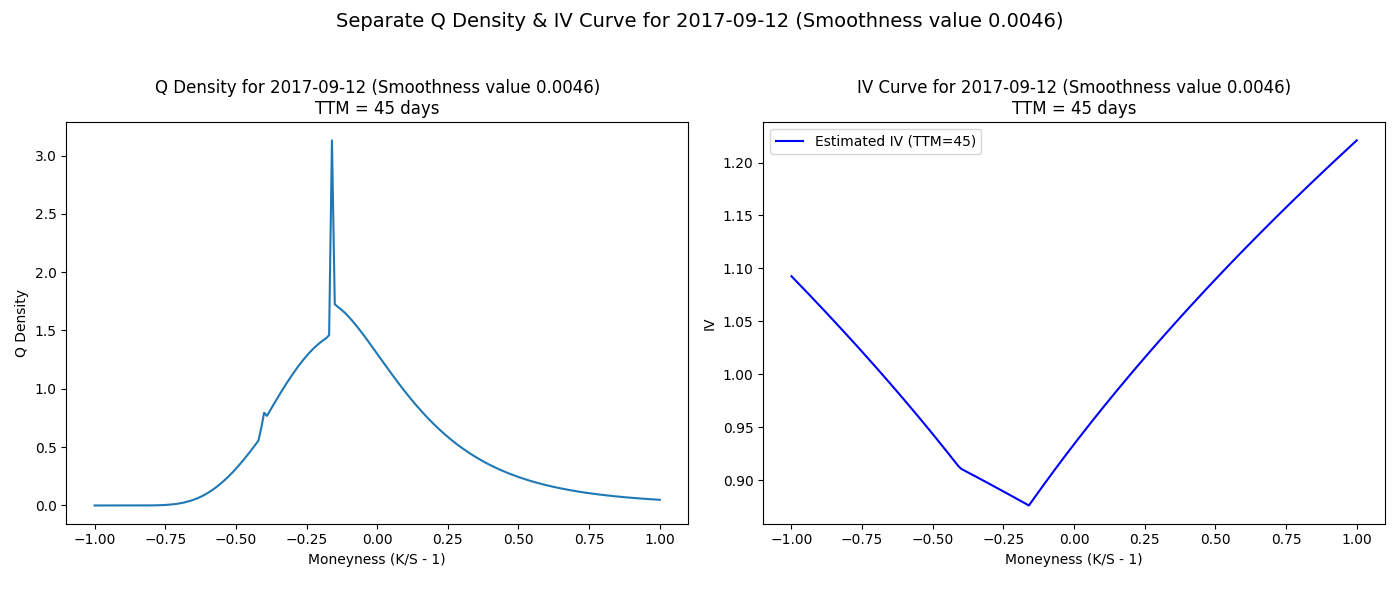 Separate Q Density & IV Curve for 2017-09-12 (Smoothness value 0.0046)
Q Density for 2017-09-12 (Smoothness value 0.0046)
TTM = 45 days
3.0
2.5
2.0
1.5
1.0
0.5
0.0
Q Density
−1.00 −0.75 −0.50 −0.25 0.00 0.25 0.50 0.75 1.00
Moneyness (K/S - 1)
IV Curve for 2017-09-12 (Smoothness value 0.0046)
TTM = 45 days
Estimated IV (TTM=45)
1.20
1.15
1.10
1.05
1.00
0.95
0.90
IV
−1.00 −0.75 −0.50 −0.25 0.00 0.25 0.50 0.75 1.00
Moneyness (K/S - 1)